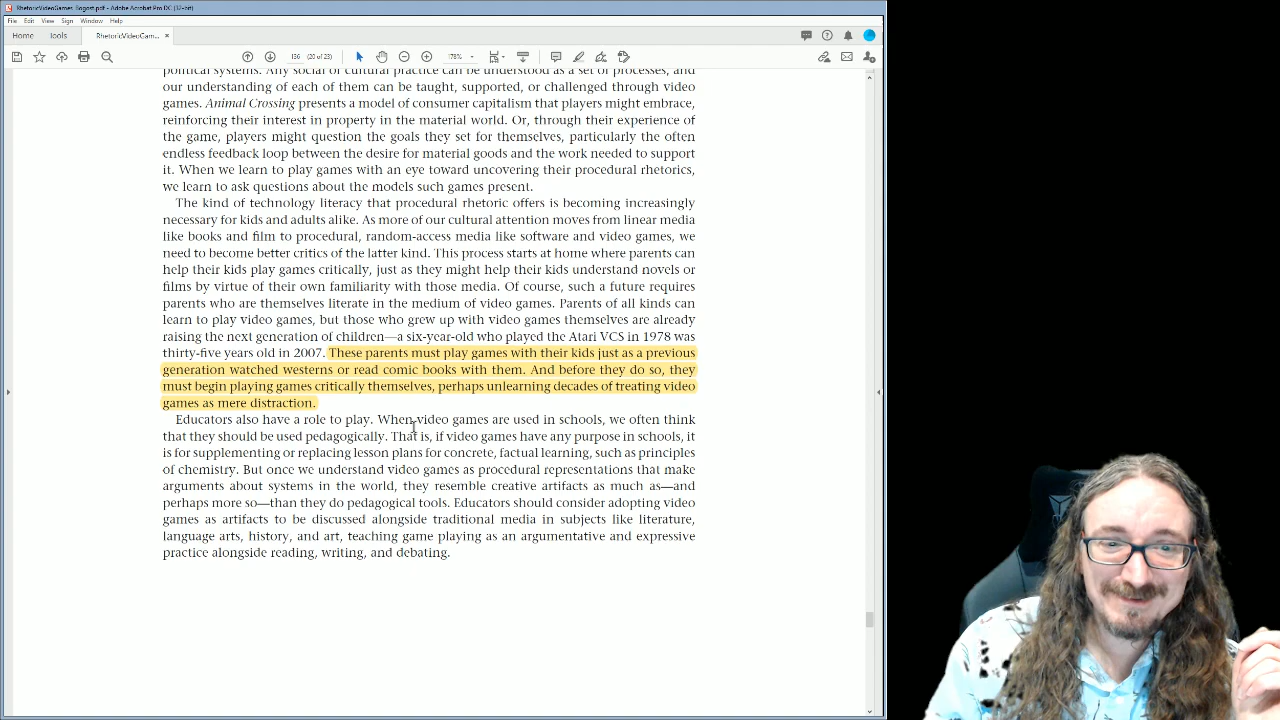 RhetoricVideoGames_Bogost.pdf - Adobe Acrobat Pro DC (32-bit)
File Edit View Sign Window Help
Home Tools RhetoricVideoGam... ×
136 (20 of 23) 78%
political systems. Any social or cultural practice can be understood as a set of processes, and
our understanding of each of them can be taught, supported, or challenged through video
games. Animal Crossing presents a model of consumer capitalism that players might embrace,
reinforcing their interest in property in the material world. Or, through their experience of
the game, players might question the goals they set for themselves, particularly the often
endless feedback loop between the desire for material goods and the work needed to support
it. When we learn to play games with an eye toward uncovering their procedural rhetorics,
we learn to ask questions about the models such games present.
The kind of technology literacy that procedural rhetoric offers is becoming increasingly
necessary for kids and adults alike. As more of our cultural attention moves from linear media
like books and film to procedural, random-access media like software and video games, we
need to become better critics of the latter kind. This process starts at home where parents can
help their kids play games critically, just as they might help their kids understand novels or
films by virtue of their own familiarity with those media. Of course, such a future requires
parents who are themselves literate in the medium of video games. Parents of all kinds can
learn to play video games, but those who grew up with video games themselves are already
raising the next generation of children—a six-year-old who played the Atari VCS in 1978 was
thirty-five years old in 2007. These parents must play games with their kids just as a previous
generation watched westerns or read comic books with them. And before they do so, they
must begin playing games critically themselves, perhaps unlearning decades of treating video
games as mere distraction.
Educators also have a role to play. When video games are used in schools, we often think
that they should be used pedagogically. That is, if video games have any purpose in schools, it
is for supplementing or replacing lesson plans for concrete, factual learning, such as principles
of chemistry. But once we understand video games as procedural representations that make
arguments about systems in the world, they resemble creative artifacts as much as—and
perhaps more so—than they do pedagogical tools. Educators should consider adopting video
games as artifacts to be discussed alongside traditional media in subjects like literature,
language arts, history, and art, teaching game playing as an argumentative and expressive
practice alongside reading, writing, and debating.